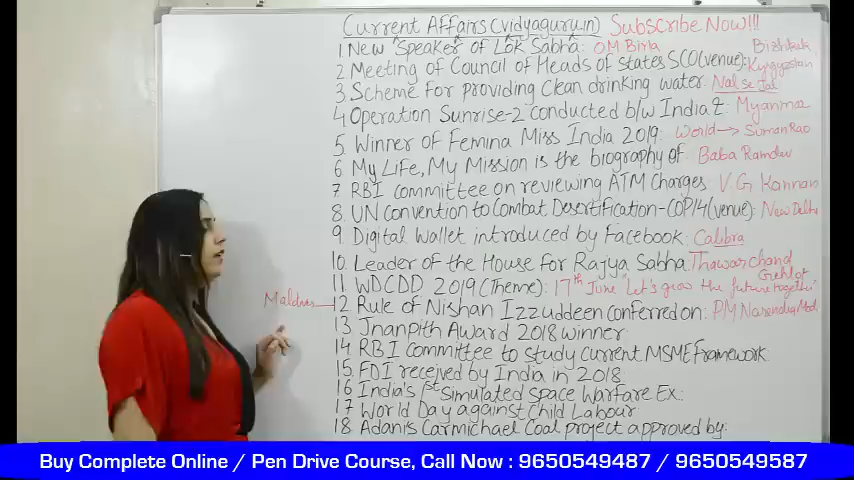 Current Affairs (vidyaguru.in) Subscribe Now!!!
1 New "Speaker of Lok Sabha: OM Birla
2 Meeting of Council of Heads of states SCO(venue): Bishkek, Kyrgyzstan
3 Scheme for providing Clean drinking water Nal se Jal
4 Operation Sunrise-2 conducted b/w India & Myanmar
5 Winner of Femina Miss India 2019: World → Suman Rao
6. My Life, My Mission is the biography of Baba Ramdev
7. RBI committee on reviewing ATM Charges V.G Kannan
8. UN convention to Combat Desertification-COP14(venue): New Delhi
9. Digital Wallet introduced by Facebook: Calibra
10. Leader of the House for Rajya Sabha: Thawar chand Gehlot
11 WDCDD 2019(Theme): 17th June "Let's grow the future together"
Maldives 12 Rule of Nishan Izzuddeen conferred on: PM Narendra Modi
13 Jnanpith Award 2018 winner
14 RBI Committee to study current MSME framework
15. FDI received by India in 2018
16 India's 1st simulated space Warfare Ex.:
17 World Day against Child Labour
18 Adanis Carmichael Coal project approved by:
Buy Complete Online / Pen Drive Course, Call Now : 9650549487 / 9650549587